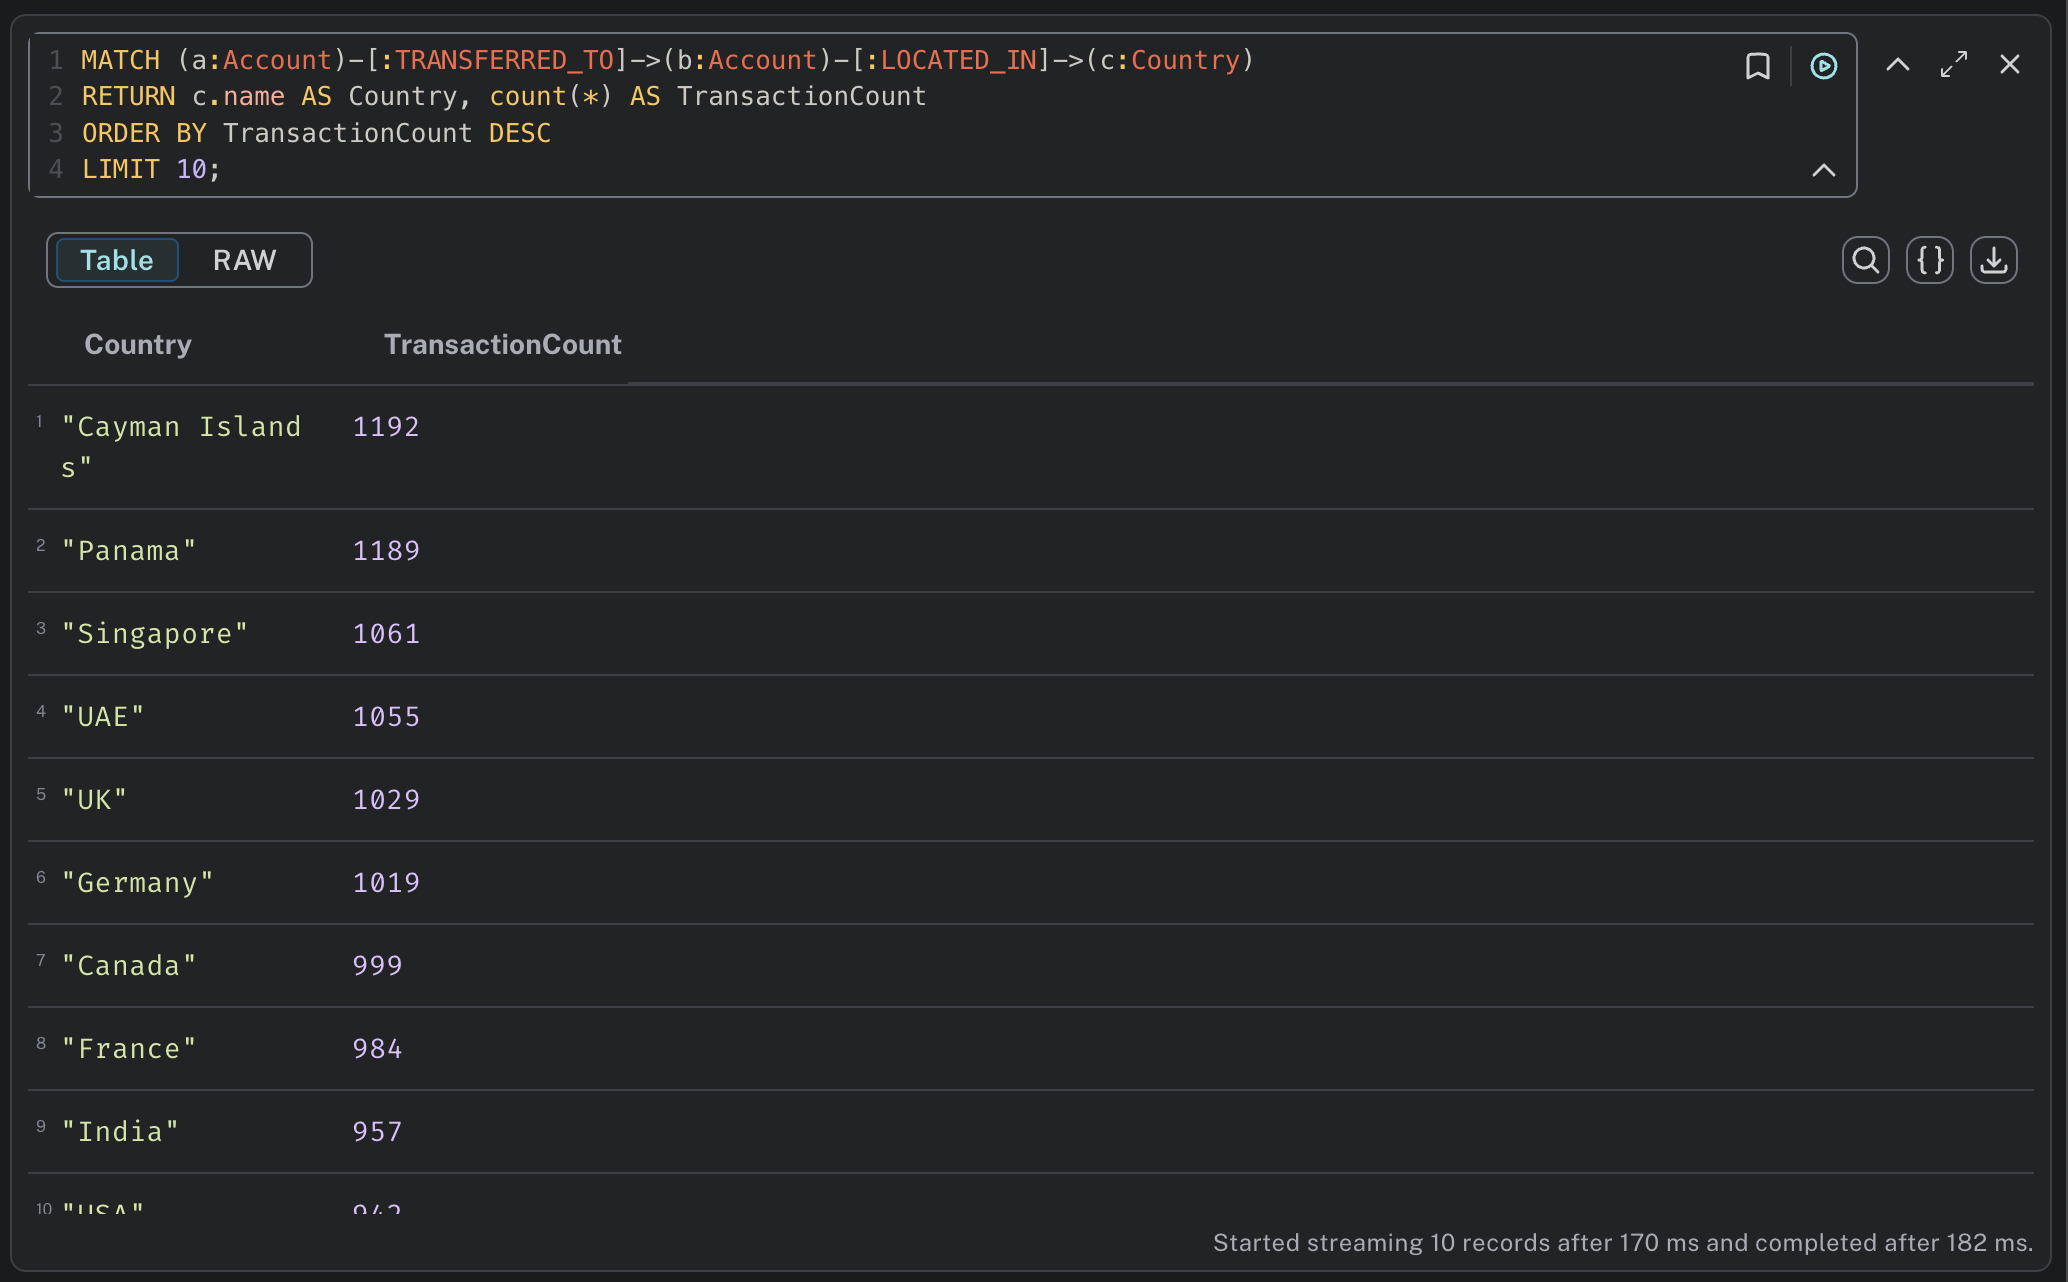 1 MATCH (a:Account)-[:TRANSFERRED_TO]->(b:Account)-[:LOCATED_IN]->(c:Country)
2 RETURN c.name AS Country, count(*) AS TransactionCount
3 ORDER BY TransactionCount DESC
4 LIMIT 10;
Table RAW
Country TransactionCount
1 "Cayman Island
s" 1192
2 "Panama" 1189
3 "Singapore" 1061
4 "UAE" 1055
5 "UK" 1029
6 "Germany" 1019
7 "Canada" 999
8 "France" 984
9 "India" 957
10 "USA"
Started streaming 10 records after 170 ms and completed after 182 ms.